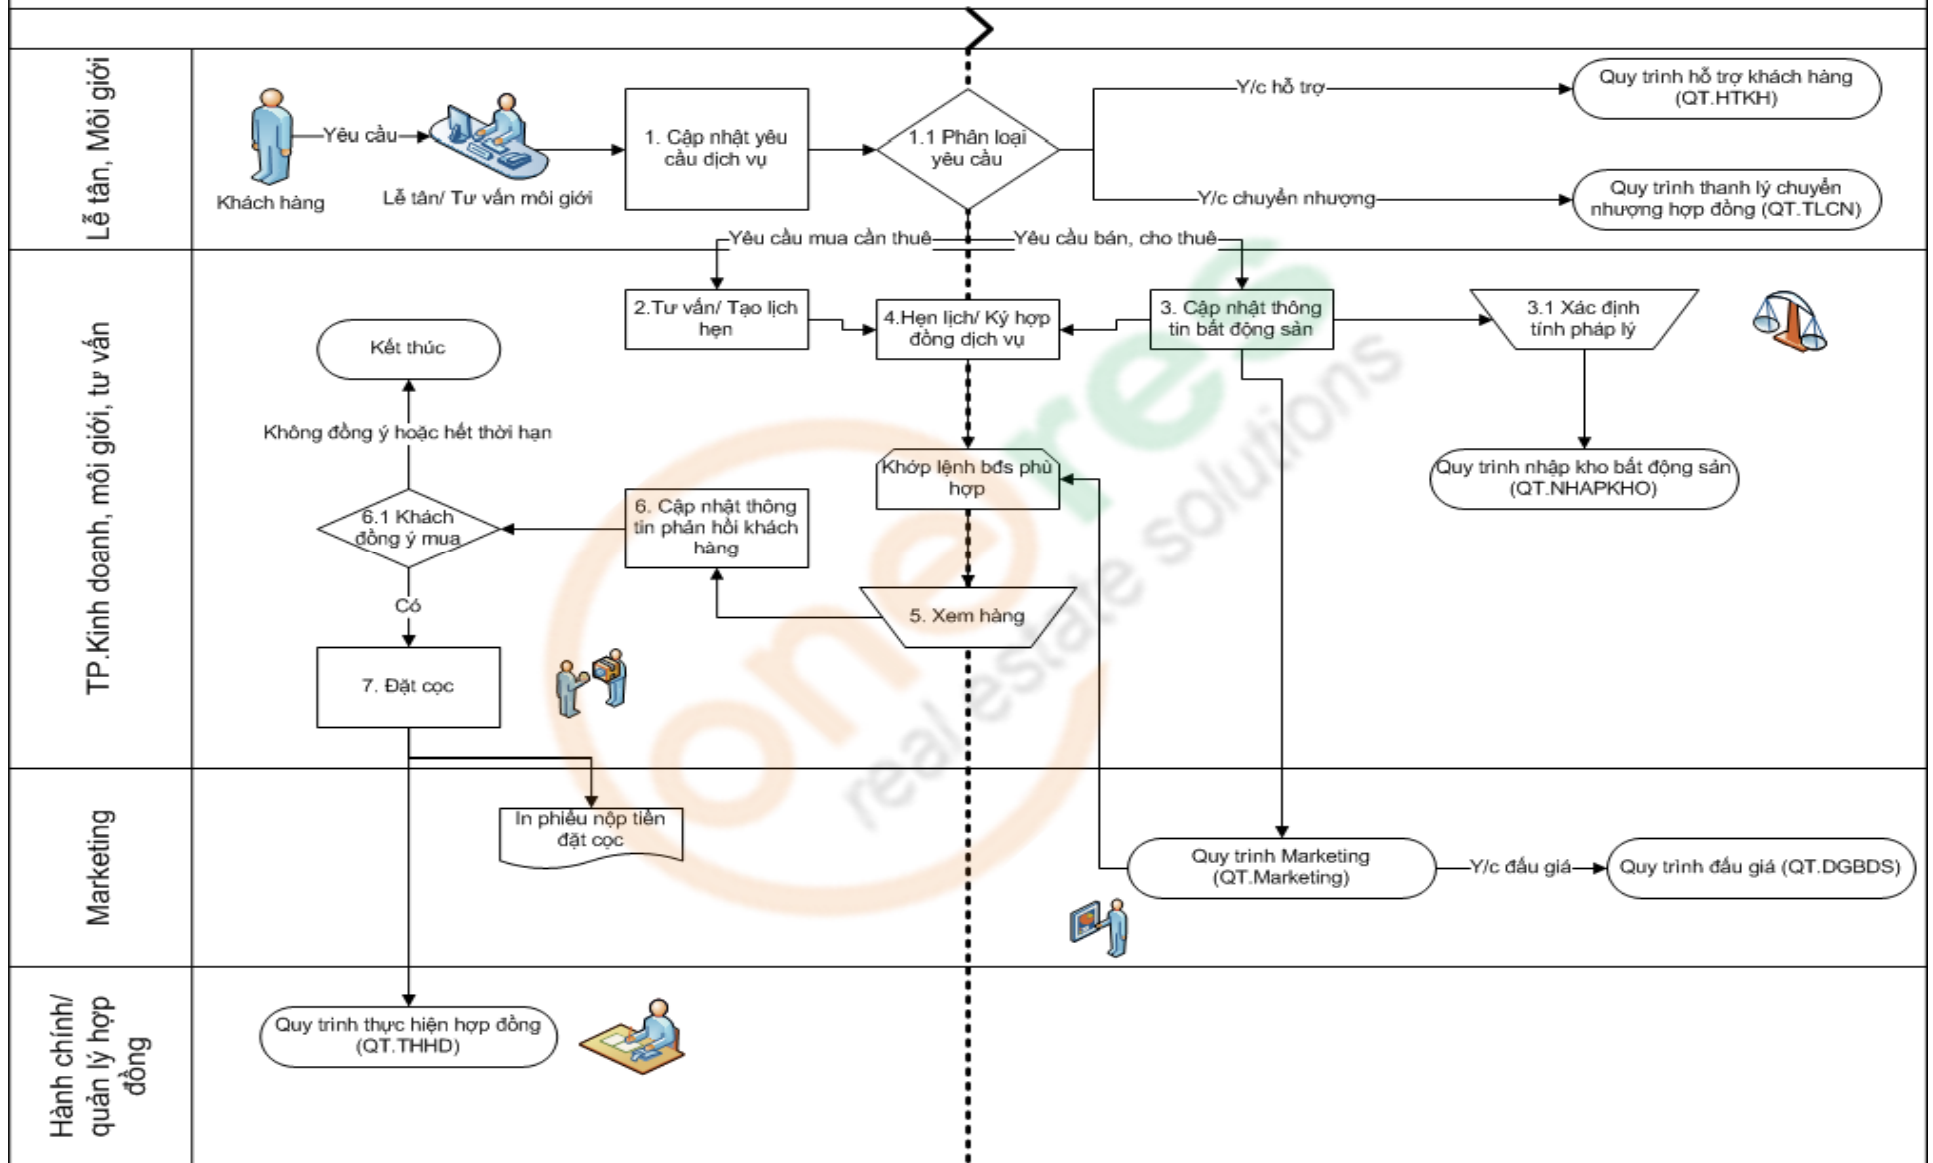 Lễ tân, Môi giới
Khách hàng
Yêu cầu
Lễ tân/ Tư vấn môi giới
1. Cập nhật yêu
cầu dịch vụ
1.1 Phân loại
yêu cầu
Y/c hỗ trợ
Quy trình hỗ trợ khách hàng
(QT.HTKH)
Y/c chuyển nhượng
Quy trình thanh lý chuyển
nhượng hợp đồng (QT.TLCN)
Yêu cầu mua cần thuê
Yêu cầu bán, cho thuê
TP.Kinh doanh, môi giới, tư vấn
2.Tư vấn/ Tạo lịch
hẹn
4.Hẹn lịch/ Ký hợp
đồng dịch vụ
3. Cập nhật thông
tin bất động sản
3.1 Xác định
tính pháp lý
Kết thúc
Không đồng ý hoặc hết thời hạn
Khớp lệnh bđs phù
hợp
Quy trình nhập kho bất động sản
(QT.NHAPKHO)
6.1 Khách
đồng ý mua
6. Cập nhật thông
tin phản hồi khách
hàng
Có
5. Xem hàng
7. Đặt cọc
one res
real estate solutions
Marketing
In phiếu nộp tiền
đặt cọc
Quy trình Marketing
(QT.Marketing)
Y/c đấu giá
Quy trình đấu giá (QT.DGBDS)
Hành chính/
quản lý hợp
đồng
Quy trình thực hiện hợp đồng
(QT.THHD)